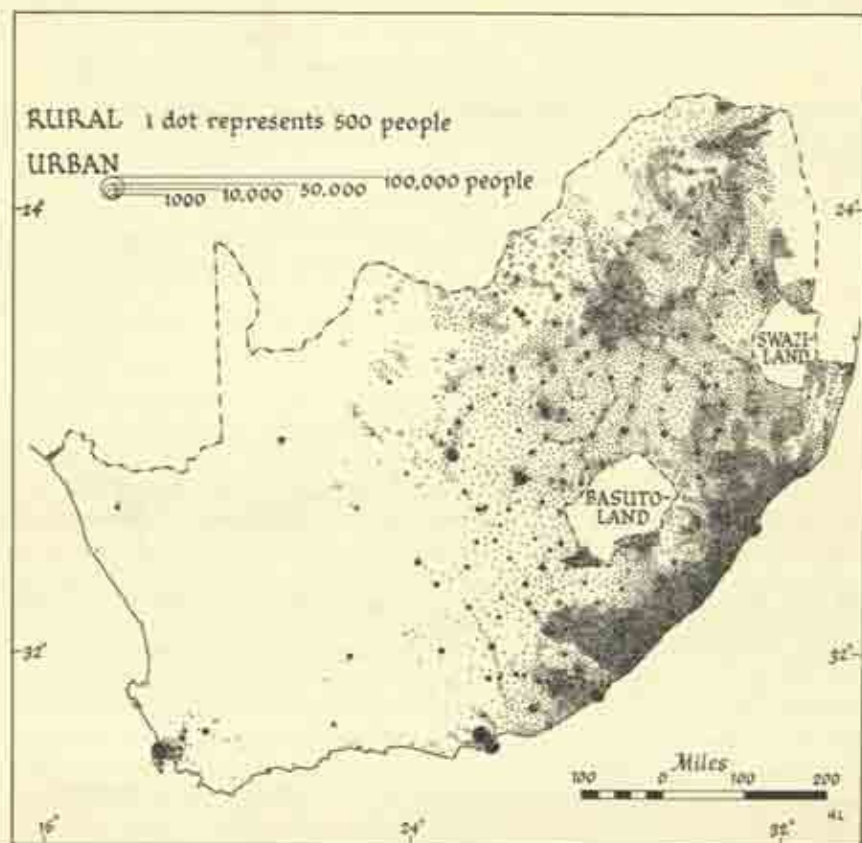 RURAL 1 dot represents 500 people
URBAN
1000 10,000 50.000 100,000 people
24° 24°
SWAZI-
LAND
BASUTO-
LAND
32° 32°
Miles
100 0 100 200
16° 24° 32°